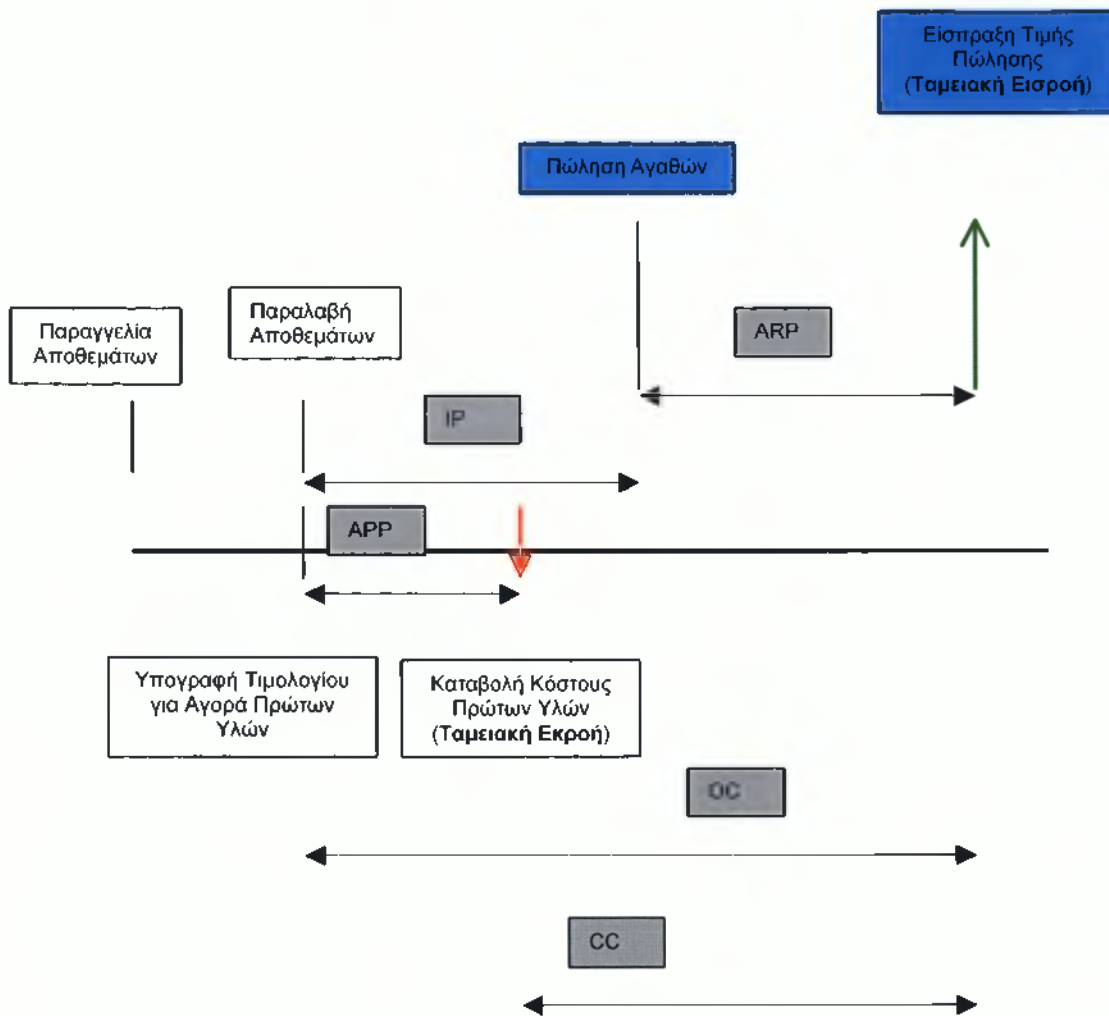 Είσπραξη Τιμής
Πώλησης
(Ταμειακή Εισροή)
Πώληση Αγαθών
Παραλαβή
Αποθεμάτων
Παραγγελία
Αποθεμάτων
ARP
IP
APP
Υπογραφή Τιμολογίου
για Αγορά Πρώτων
Υλών
Καταβολή Κόστους
Πρώτων Υλών
(Ταμειακή Εκροή)
OC
CC